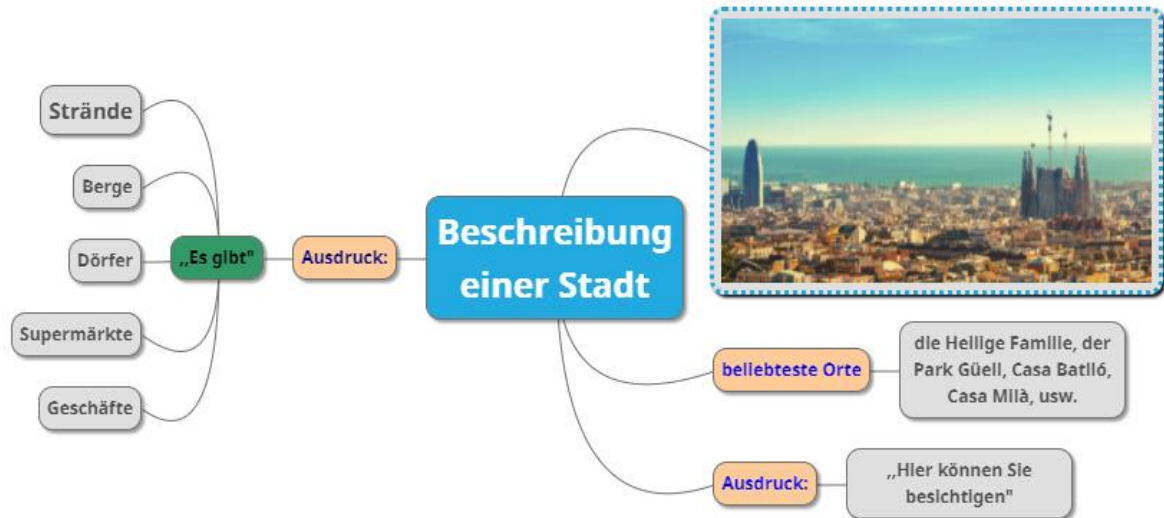 Beschreibung
einer Stadt
Ausdruck:
,,Es gibt"
Strände
Berge
Dörfer
Supermärkte
Geschäfte
beliebteste Orte
die Heilige Familie, der
Park Güell, Casa Batlló,
Casa Milà, usw.
Ausdruck:
,,Hier können Sie
besichtigen"